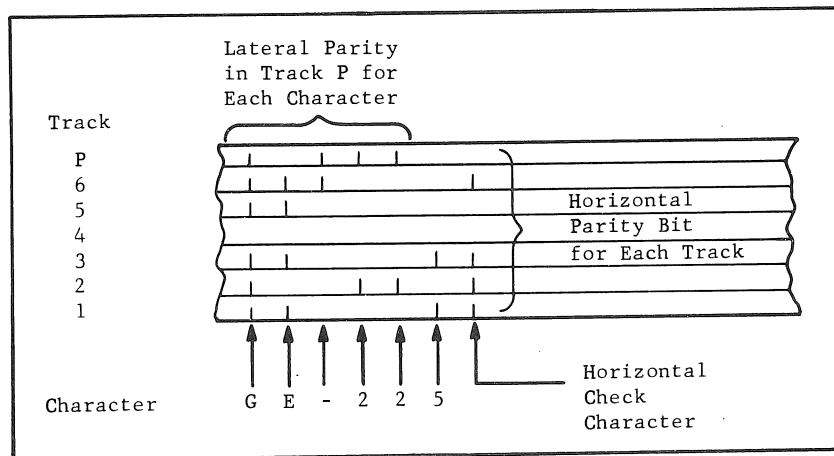 Lateral Parity
in Track P for
Each Character
Track
P
6
5
4
3
2
1
Horizontal
Parity Bit
for Each Track
Character G E - 2 2 5
Horizontal
Check
Character